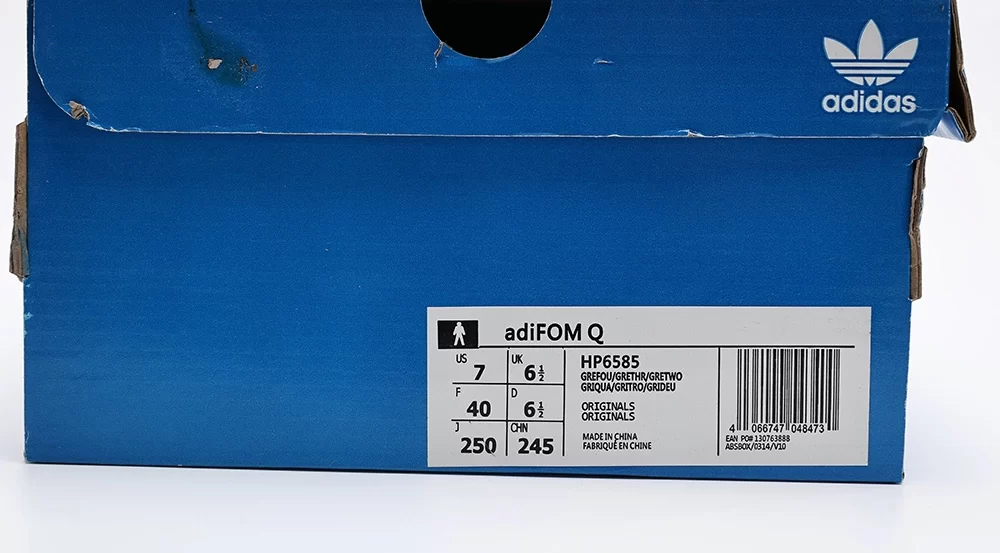 adidas
adiFOM Q
US 7 UK 6½
F 40 D 6½
J 250 CHN 245
HP6585
GREFOU/GRETHR/GRETWO
GRIQUA/GRITRO/GRIDEU
ORIGINALS
ORIGINALS
MADE IN CHINA
FABRIQUÉ EN CHINE
4 066747 048473
EAN PO# 130763888
ABSBOX/0314/V10